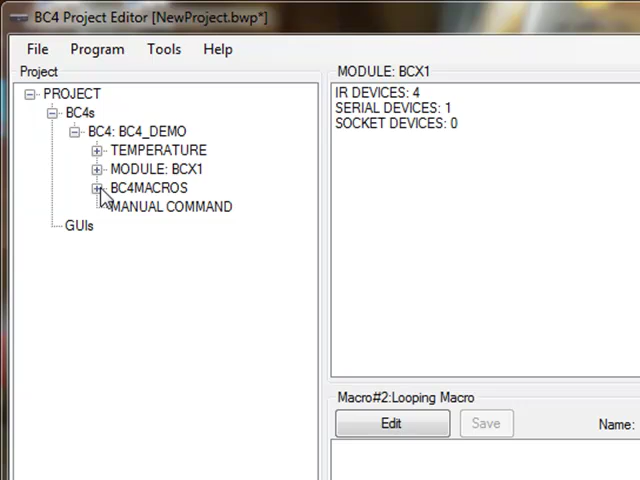 BC4 Project Editor [NewProject.bwp*]
File Program Tools Help
Project
PROJECT
BC4s
BC4: BC4_DEMO
TEMPERATURE
MODULE: BCX1
BC4MACROS
MANUAL COMMAND
GUIs
MODULE: BCX1
IR DEVICES: 4
SERIAL DEVICES: 1
SOCKET DEVICES: 0
Macro#2:Looping Macro
Edit Save Name: